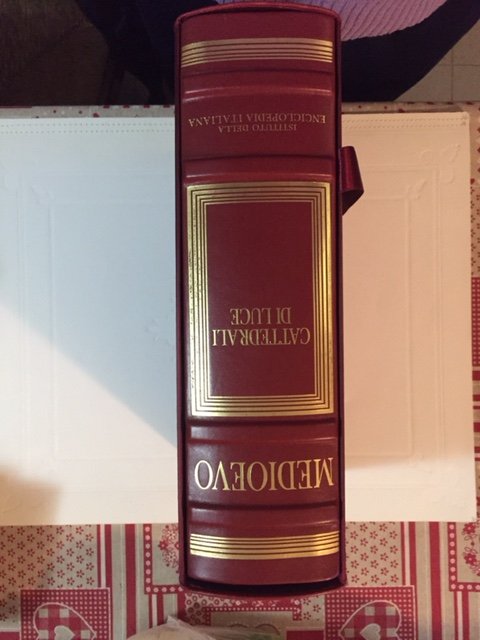 MEDIOEVO
CATTEDRALI
DI LUCE
ISTITUTO DELLA
ENCICLOPEDIA ITALIANA